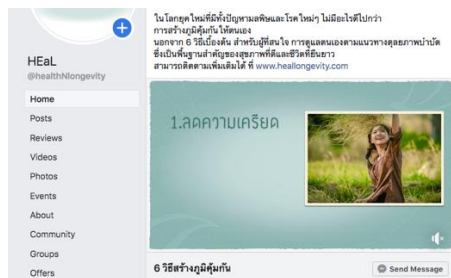 ในโลกยุคใหม่ที่มีทั้งปัญหามลพิษและโรคใหม่ๆ ไม่มีอะไรดีไปกว่า
การสร้างภูมิคุ้มกันให้ตนเอง
นอกจาก 6 วิธีเบื้องต้น สำหรับผู้ที่สนใจ การดูแลตนเองตามแนวทางดุลยภาพบำบัด
ซึ่งเป็นพื้นฐานสำคัญของสุขภาพที่ดีและชีวิตที่ยืนยาว
สามารถติดตามเพิ่มเติมได้ ที่ www.heallongevity.com
HEaL
@healthNlongevity
Home
Posts
Reviews
Videos
Photos
Events
About
Community
Groups
Offers
1.ลดความเครียด
6 วิธีสร้างภูมิคุ้มกัน
Send Message